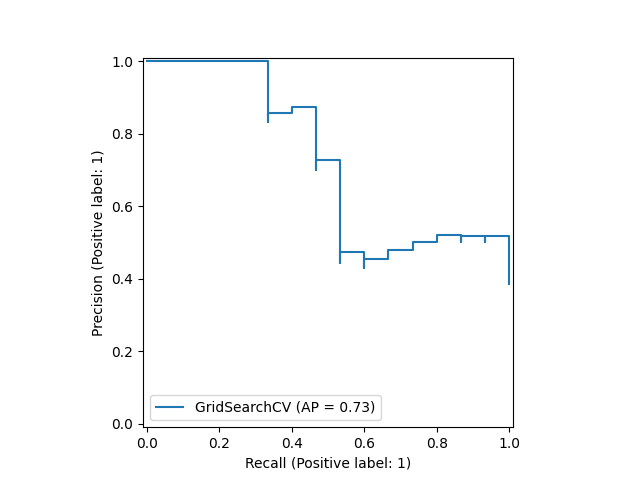 1.0
0.8
0.6
0.4
0.2
0.0
Precision (Positive label: 1)
GridSearchCV (AP = 0.73)
0.0 0.2 0.4 0.6 0.8 1.0
Recall (Positive label: 1)